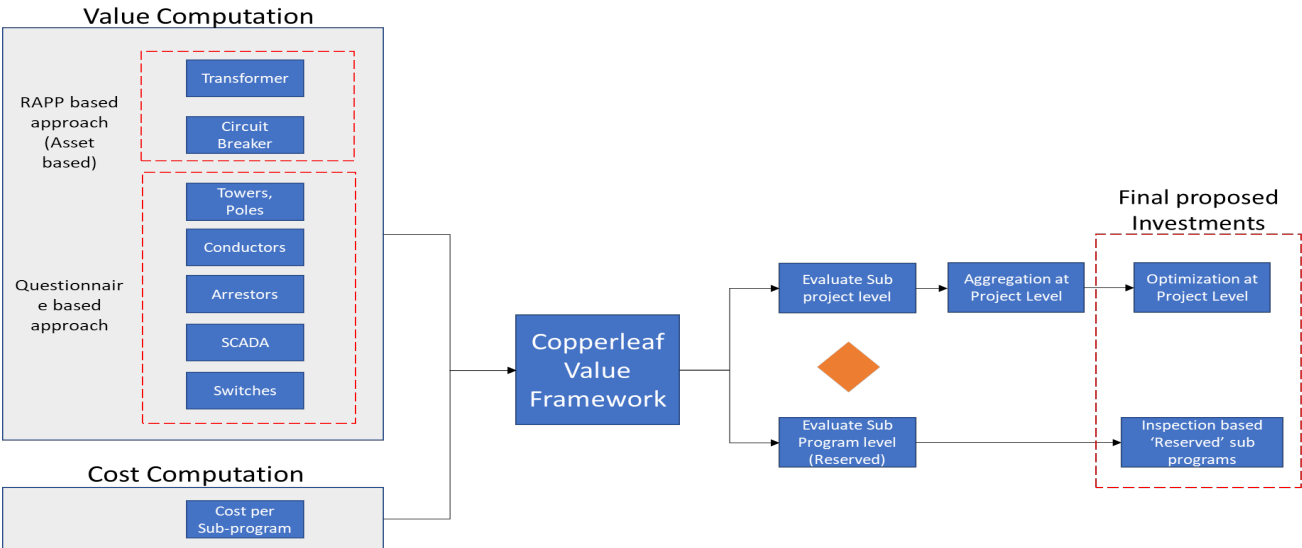 Value Computation
RAPP based
approach
(Asset
based)
Transformer
Circuit
Breaker
Questionnair
e based
approach
Towers,
Poles
Conductors
Arrestors
SCADA
Switches
Cost Computation
Cost per
Sub-program
Copperleaf
Value
Framework
Evaluate Sub
project level
Aggregation at
Project Level
Final proposed
Investments
Optimization at
Project Level
Evaluate Sub
Program level
(Reserved)
Inspection based
‘Reserved’ sub
programs